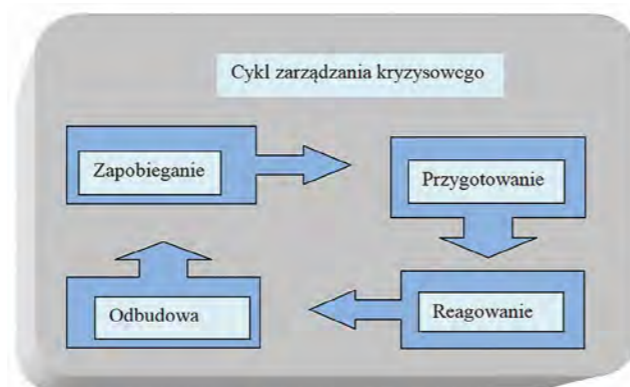 Cykl zarządzania kryzysowego
Zapobieganie
Przygotowanie
Reagowanie
Odbudowa